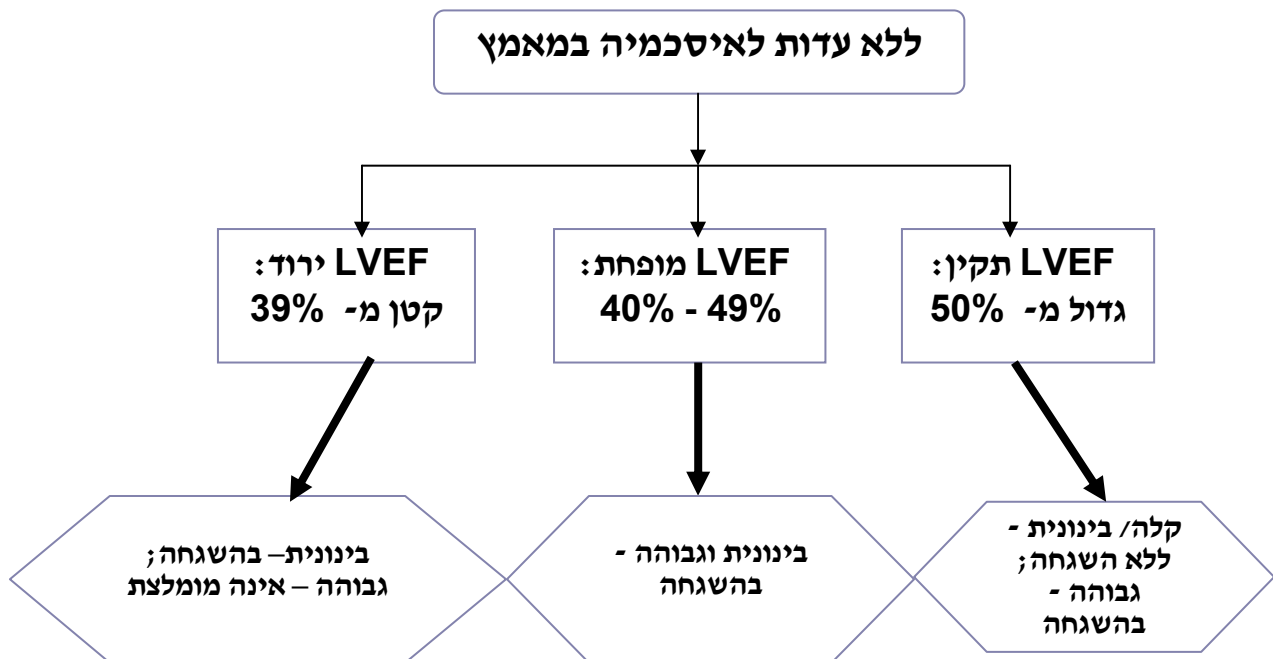 ללא עדות לאיסכמיה במאמץ
LVEF תקין:
גדול מ- 50%
LVEF מופחת:
40% - 49%
LVEF ירוד:
קטן מ- 39%
קלה/ בינונית -
ללא השגחה;
גבוהה -
בהשגחה
בינונית וגבוהה -
בהשגחה
בינונית– בהשגחה;
גבוהה – אינה מומלצת